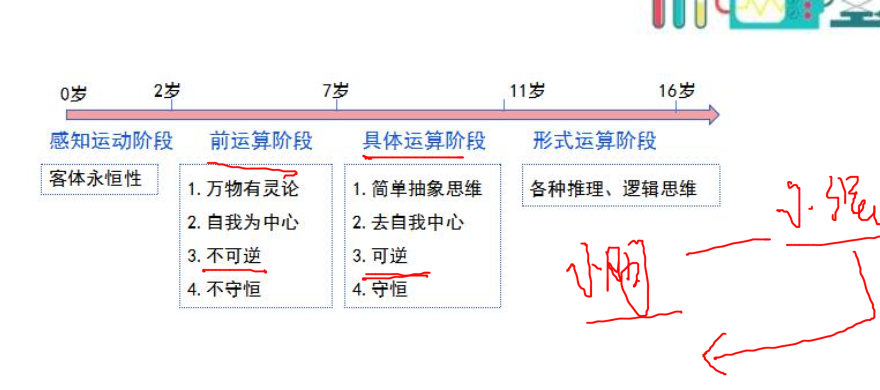 0岁 2岁 7岁 11岁 16岁
感知运动阶段 前运算阶段 具体运算阶段 形式运算阶段
客体永恒性
1. 万物有灵论
2. 自我为中心
3. 不可逆
4. 不守恒
1. 简单抽象思维
2. 去自我中心
3. 可逆
4. 守恒
各种推理、逻辑思维